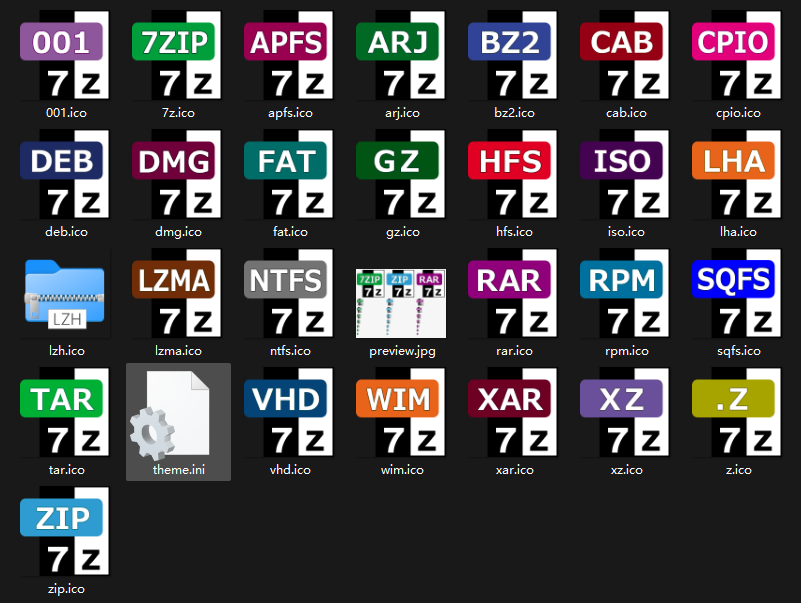 001
7ZIP
APFS
ARJ
BZ2
CAB
CPIO
7z
7z
7z
7z
7z
7z
7z
001.ico
7z.ico
apfs.ico
arj.ico
bz2.ico
cab.ico
cpio.ico
DEB
DMG
FAT
GZ
HFS
ISO
LHA
7z
7z
7z
7z
7z
7z
7z
deb.ico
dmg.ico
fat.ico
gz.ico
hfs.ico
iso.ico
lha.ico
LZH
LZMA
NTFS
7ZIP
ZIP
RAR
7z
7z
7z
RAR
RPM
SQFS
7z
7z
7z
7z
7z
lzh.ico
lzma.ico
ntfs.ico
preview.jpg
rar.ico
rpm.ico
sqfs.ico
TAR
VHD
WIM
XAR
XZ
.Z
7z
7z
7z
7z
7z
7z
tar.ico
theme.ini
vhd.ico
wim.ico
xar.ico
xz.ico
z.ico
ZIP
7z
zip.ico